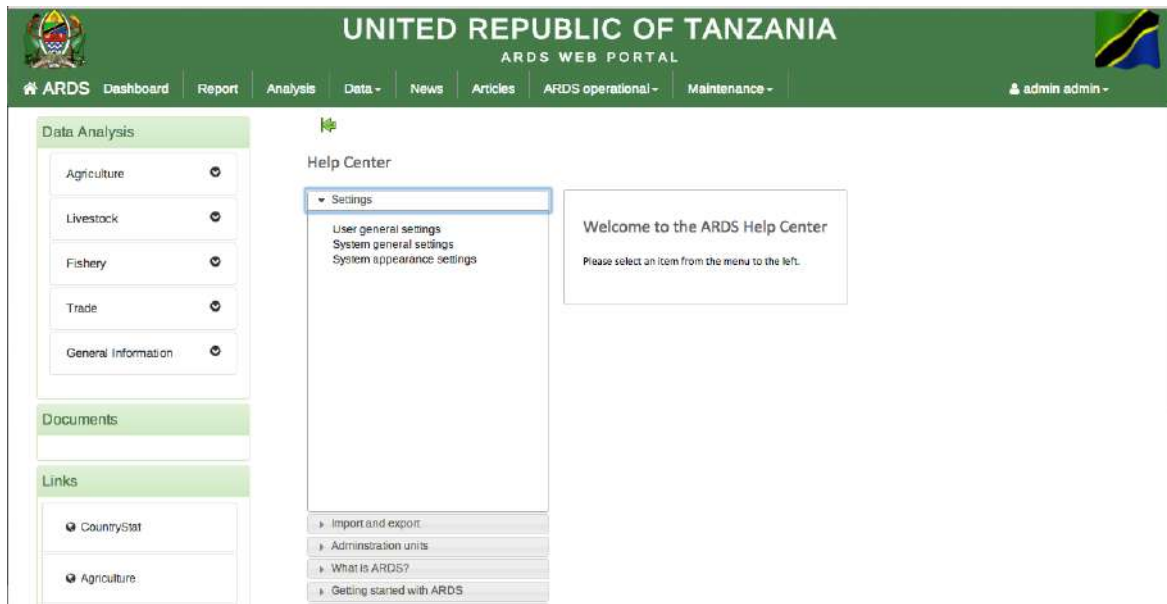 UNITED REPUBLIC OF TANZANIA
ARDS WEB PORTAL
ARDS Dashboard Report Analysis Data News Articles ARDS operational Maintenance admin admin
Data Analysis
Agriculture
Livestock
Fishery
Trade
General Information
Documents
Links
CountryStat
Agriculture
Help Center
Settings
User general settings
System general settings
System appearance settings
Import and export
Adminstration units
What is ARDS?
Getting started with ARDS
Welcome to the ARDS Help Center
Please select an item from the menu to the left.